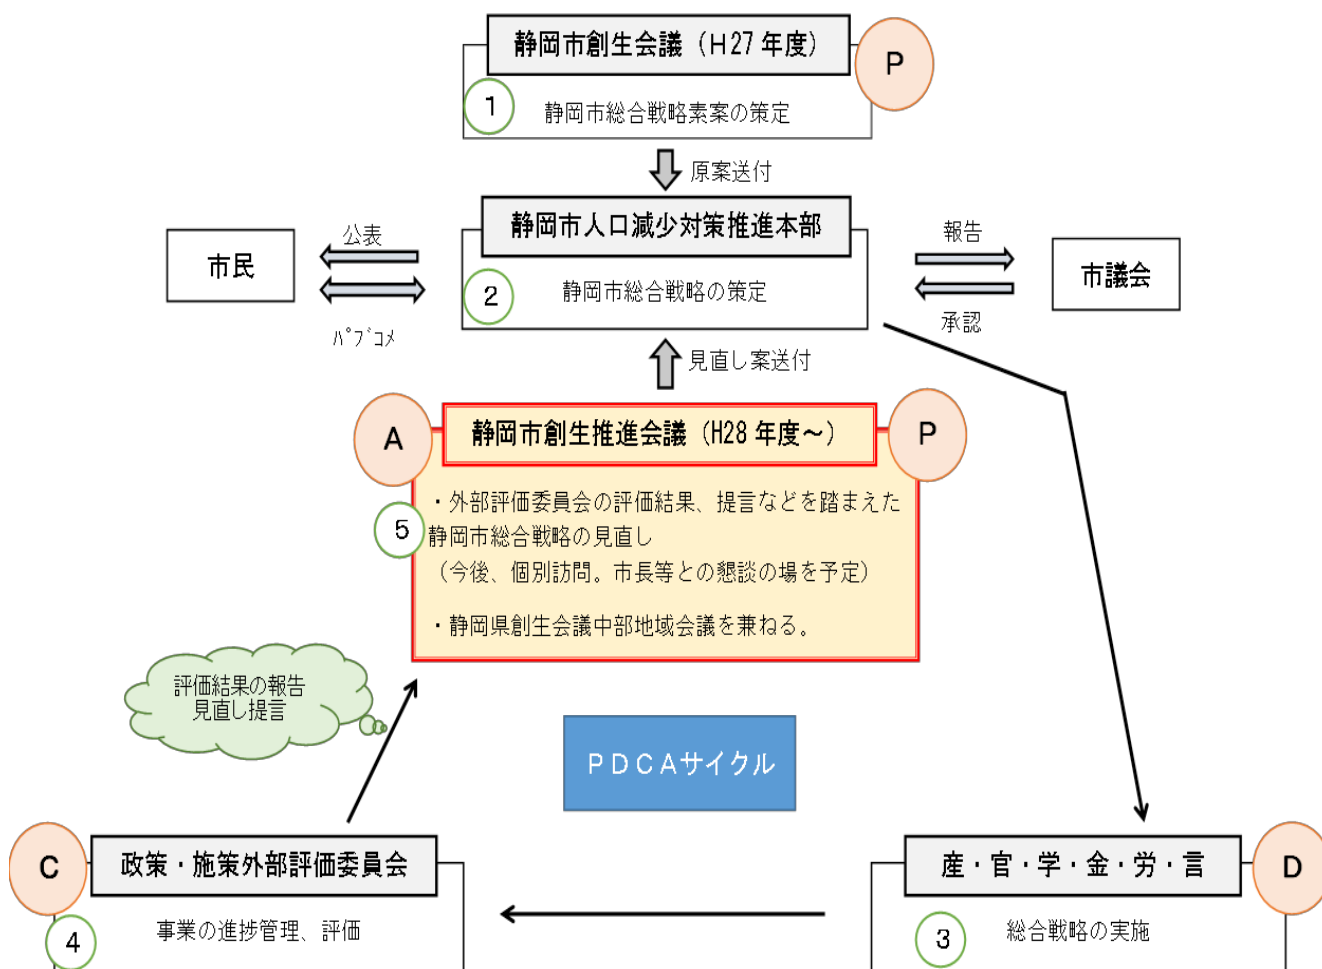 静岡市創生会議（H27年度）
P
1
静岡市総合戦略素案の策定
原案送付
静岡市人口減少対策推進本部
2
静岡市総合戦略の策定
市民
公表
ﾊﾟﾌﾞｺﾒ
報告
承認
市議会
見直し案送付
A
静岡市創生推進会議（H28年度～）
P
5
・外部評価委員会の評価結果、提言などを踏まえた
静岡市総合戦略の見直し
（今後、個別訪問。市長等との懇談の場を予定）
・静岡県創生会議中部地域会議を兼ねる。
評価結果の報告
見直し提言
ＰＤＣＡサイクル
C
政策・施策外部評価委員会
4
事業の進捗管理、評価
産・官・学・金・労・言
D
3
総合戦略の実施